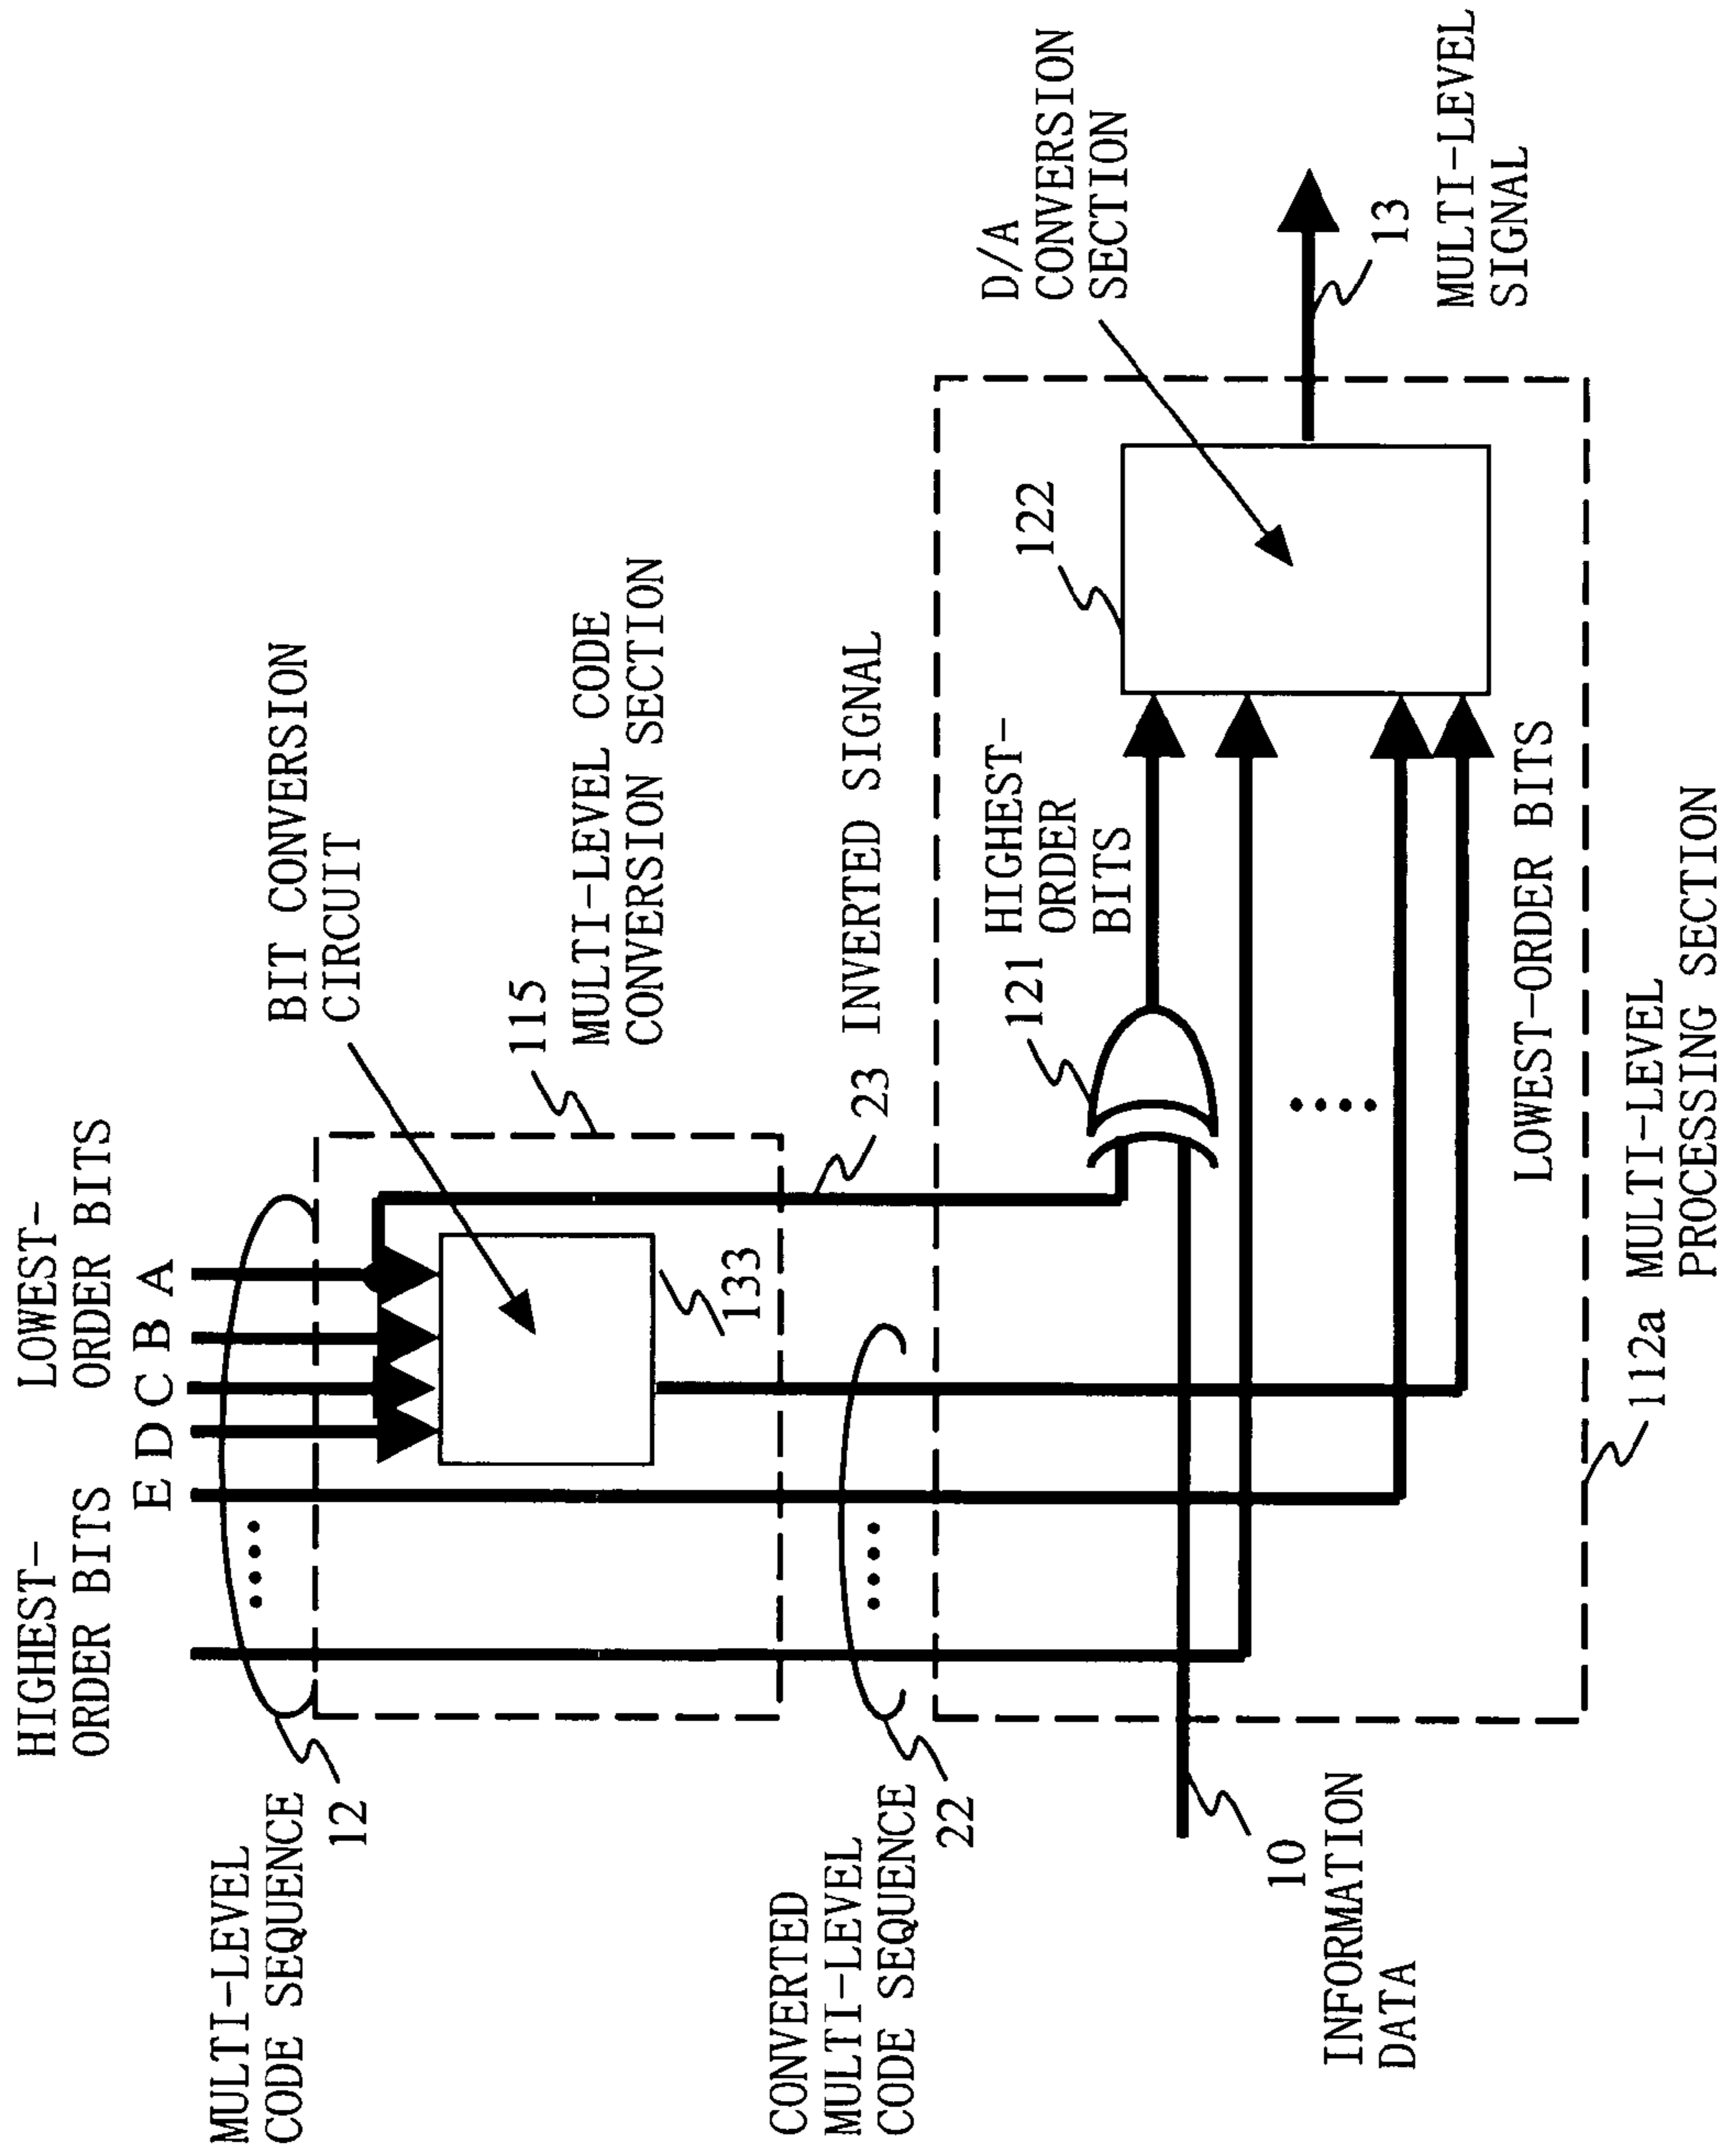 HIGHEST-
ORDER BITS
LOWEST-
ORDER BITS
E D C B A
MULTI-LEVEL
CODE SEQUENCE
12
BIT CONVERSION
CIRCUIT
115
MULTI-LEVEL CODE
CONVERSION SECTION
133
CONVERTED
MULTI-LEVEL
CODE SEQUENCE
22
23 INVERTED SIGNAL
10
INFORMATION
DATA
121
HIGHEST-
ORDER
BITS
122
D/A
CONVERSION
SECTION
13
MULTI-LEVEL
SIGNAL
LOWEST-ORDER BITS
112a MULTI-LEVEL
PROCESSING SECTION